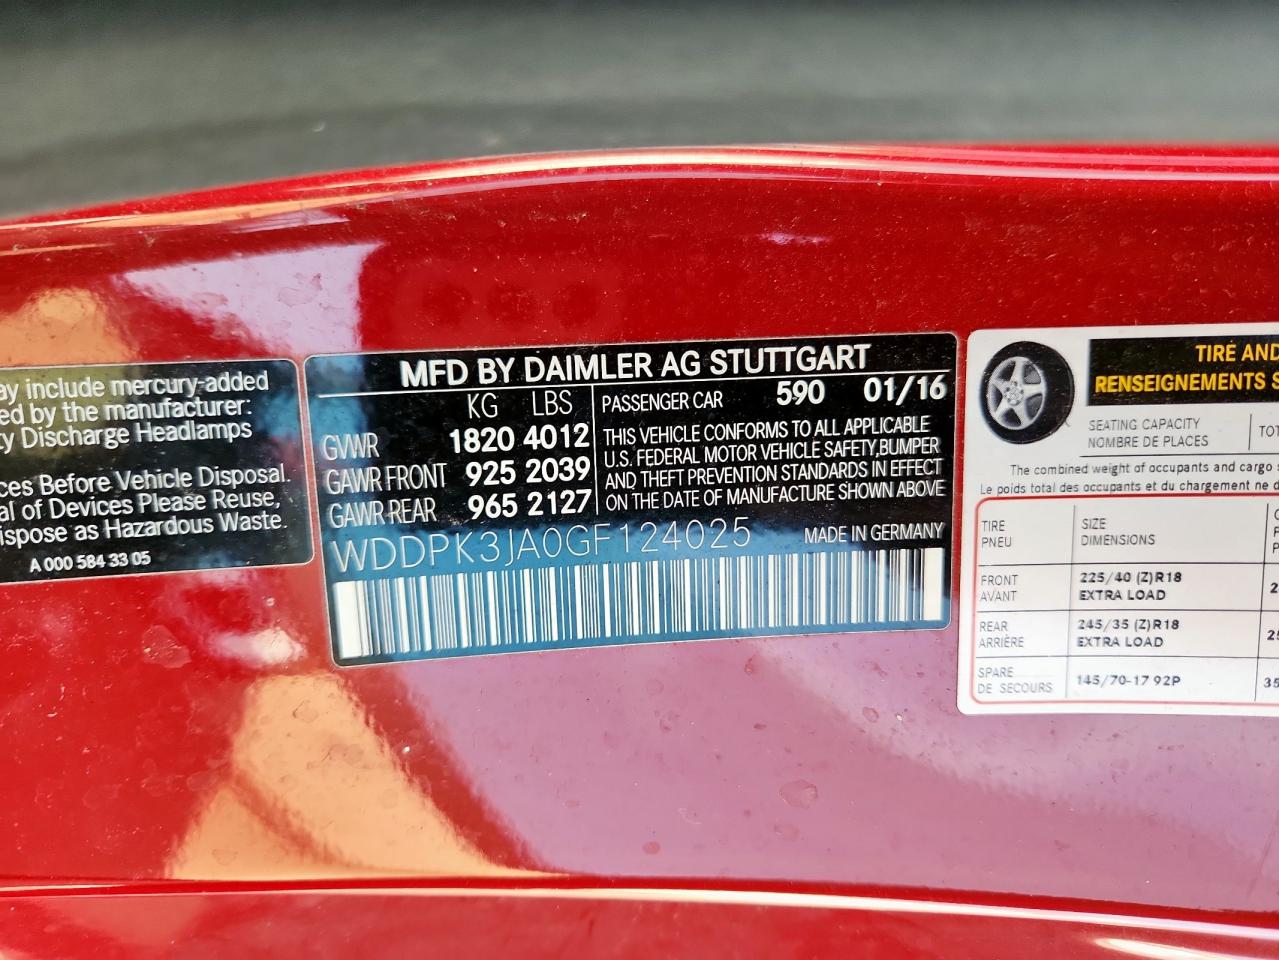 ay include mercury-added
ed by the manufacturer:
ty Discharge Headlamps
ces Before Vehicle Disposal.
al of Devices Please Reuse,
ispose as Hazardous Waste.
A 000 584 33 05
MFD BY DAIMLER AG STUTTGART
KG LBS
GVWR 1820 4012
GAWR FRONT 925 2039
GAWR REAR 965 2127
PASSENGER CAR 590 01/16
THIS VEHICLE CONFORMS TO ALL APPLICABLE
U.S. FEDERAL MOTOR VEHICLE SAFETY,BUMPER
AND THEFT PREVENTION STANDARDS IN EFFECT
ON THE DATE OF MANUFACTURE SHOWN ABOVE
WDDPK3JA0GF124025 MADE IN GERMANY
TIRE AND
RENSEIGNEMENTS S
SEATING CAPACITY
NOMBRE DE PLACES
TOT
The combined weight of occupants and cargo s
Le poids total des occupants et du chargement ne d
TIRE SIZE
PNEU DIMENSIONS
FRONT 225/40 (Z)R18
AVANT EXTRA LOAD
REAR 245/35 (Z)R18
ARRIÈRE EXTRA LOAD
SPARE 145/70-17 92P 35
DE SECOURS